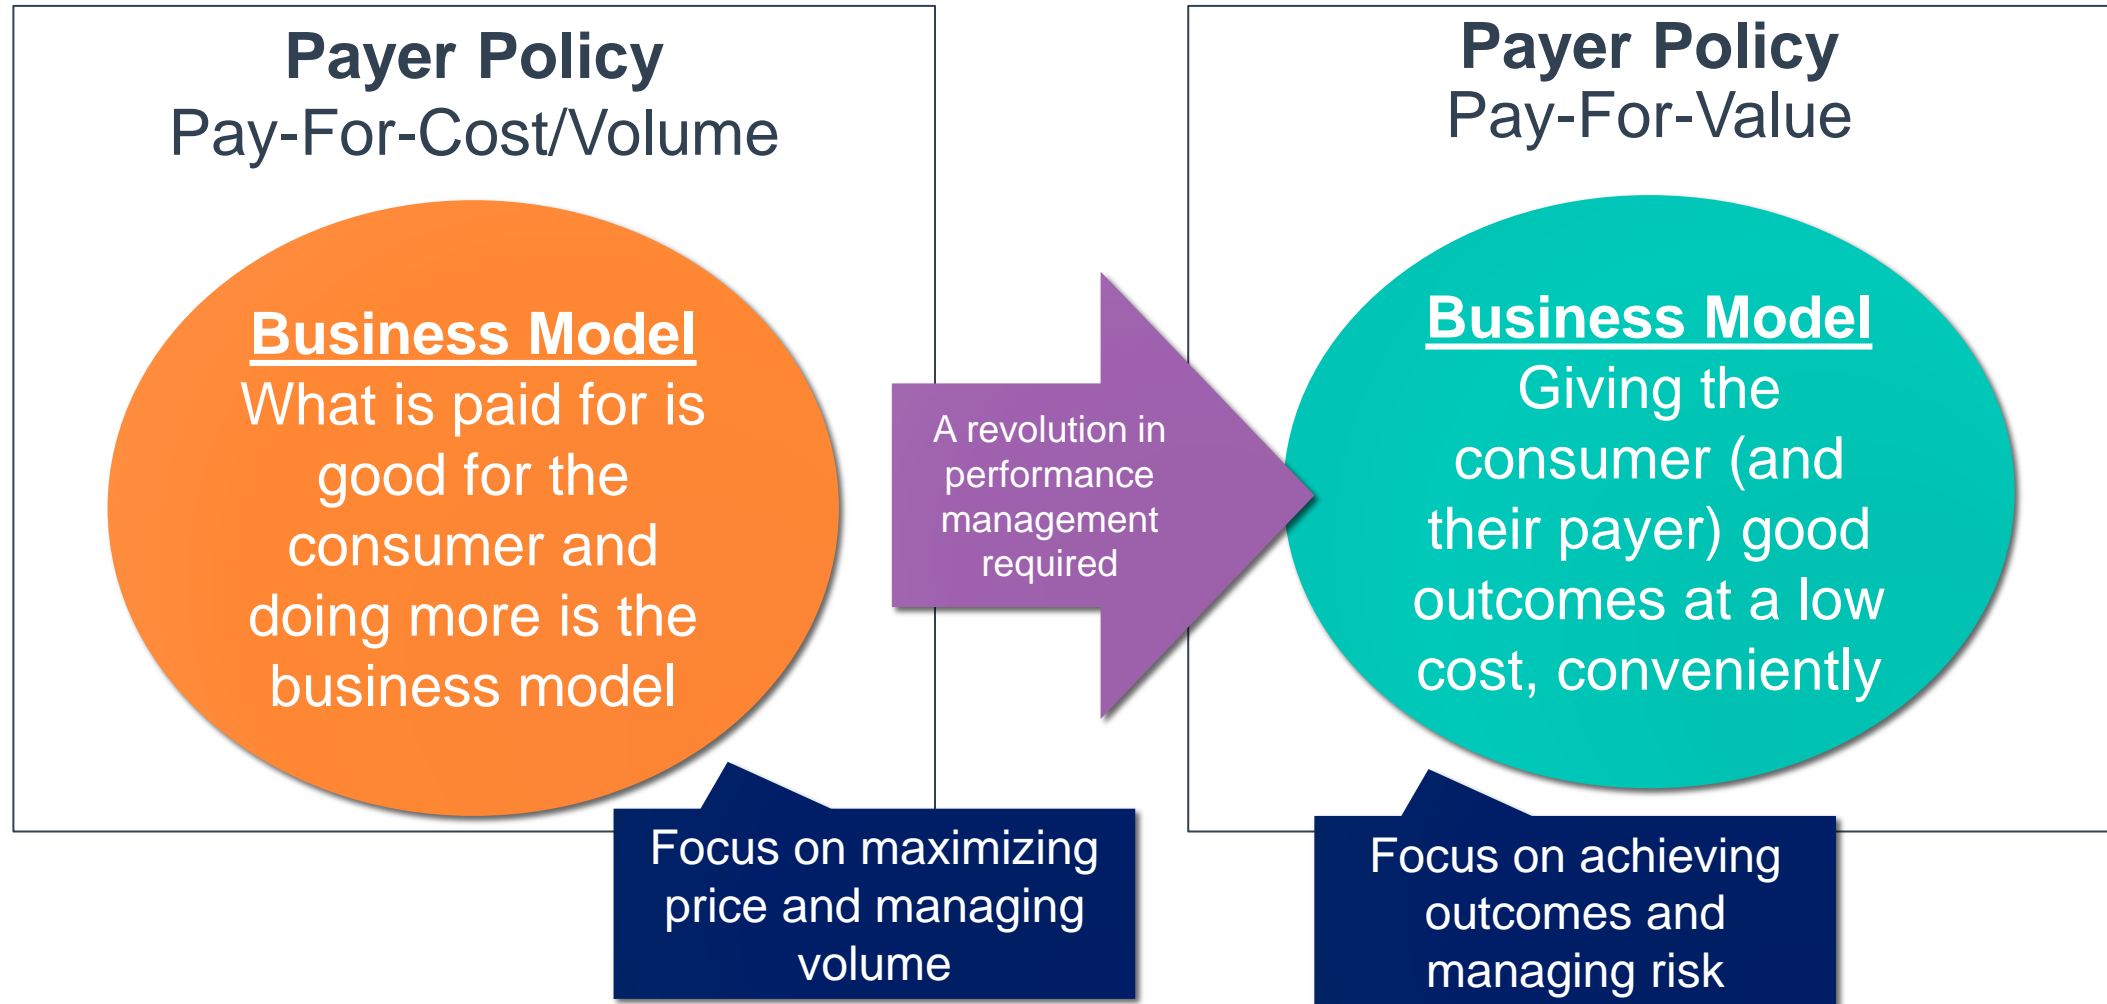 Payer Policy
Pay-For-Cost/Volume
Business Model
What is paid for is
good for the
consumer and
doing more is the
business model
Focus on maximizing
price and managing
volume
A revolution in
performance
management
required
Payer Policy
Pay-For-Value
Business Model
Giving the
consumer (and
their payer) good
outcomes at a low
cost, conveniently
Focus on achieving
outcomes and
managing risk